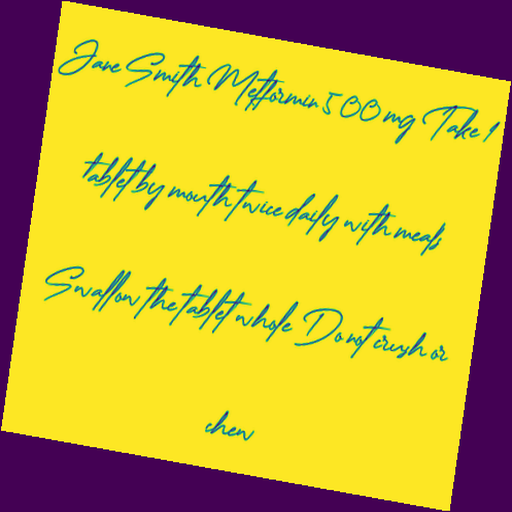 Jane Smith Metformin 500 mg Take 1
tablet by mouth twice daily with meals
Swallow the tablet whole Do not crush or
chew